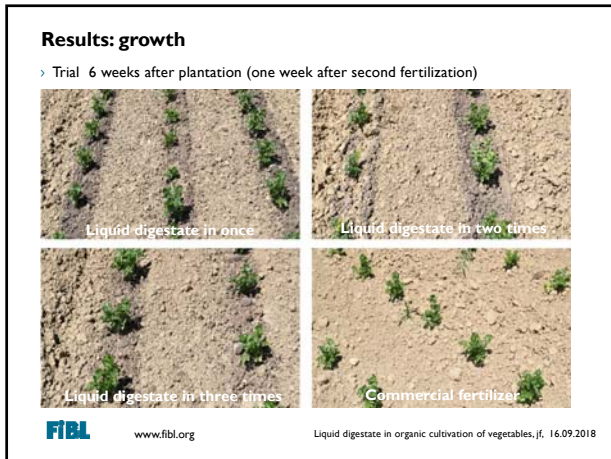 Results: growth
› Trial 6 weeks after plantation (one week after second fertilization)
Liquid digestate in once
Liquid digestate in two times
Liquid digestate in three times
Commercial fertilizer
FiBL www.fibl.org Liquid digestate in organic cultivation of vegetables, jf, 16.09.2018